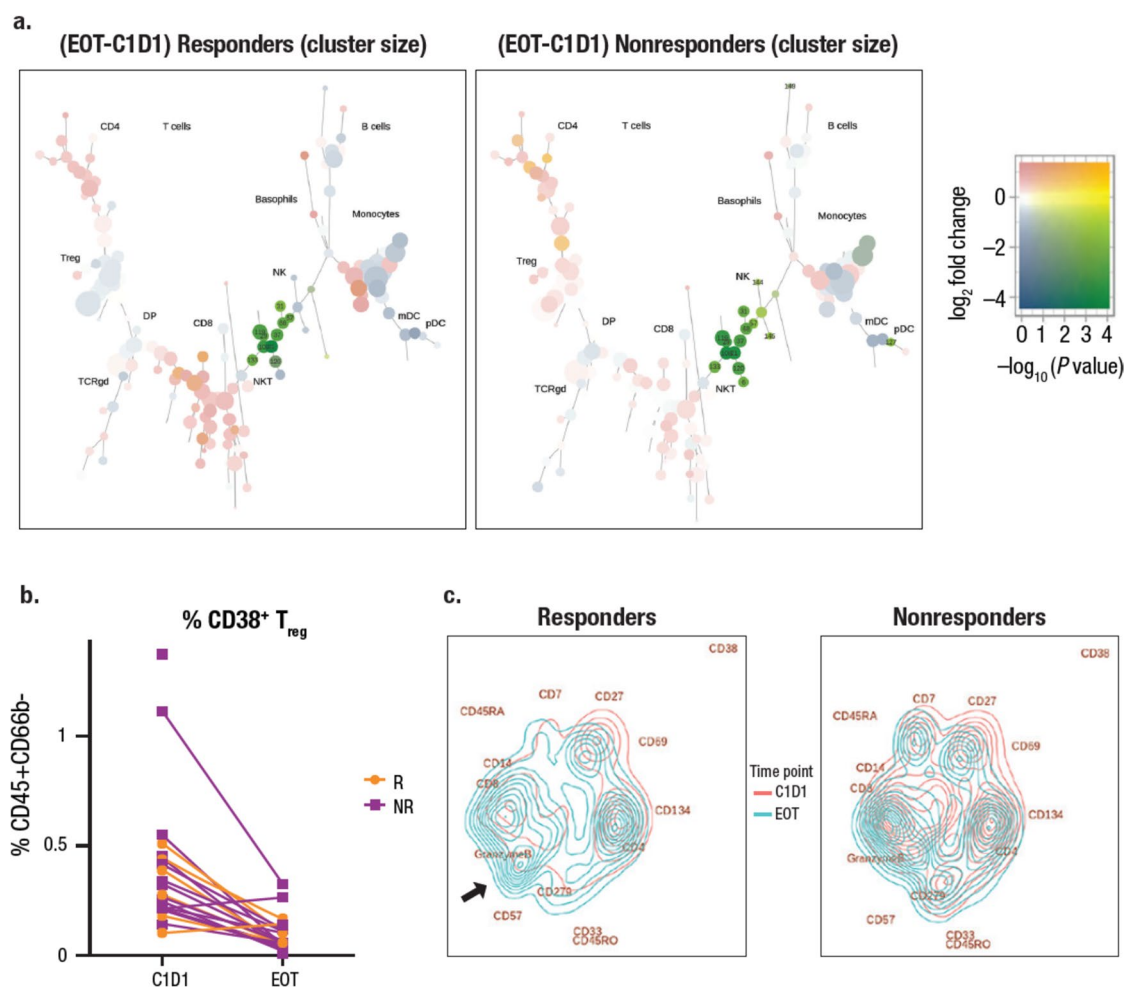 a.
(EOT-C1D1) Responders (cluster size)
(EOT-C1D1) Nonresponders (cluster size)
CD4
T cells
B cells
Basophils
Monocytes
Treg
NK
DP
CD8
mDC
pDC
TCRgd
NKT
CD4
T cells
B cells
Basophils
Monocytes
Treg
NK
DP
CD8
mDC
pDC
TCRgd
NKT
log2 fold change
0
−2
−4
0 1 2 3 4
−log10 (P value)
b.
% CD38+ Treg
% CD45+CD66b-
1
0.5
0
C1D1
EOT
R
NR
c.
Responders
Nonresponders
CD38
CD7
CD27
CD45RA
CD69
CD14
CD8
CD134
CD4
GranzymeB
CD279
CD57
CD33
CD45RO
Time point
C1D1
EOT
CD38
CD7
CD27
CD45RA
CD69
CD14
CD8
CD134
CD4
GranzymeB
CD279
CD57
CD33
CD45RO